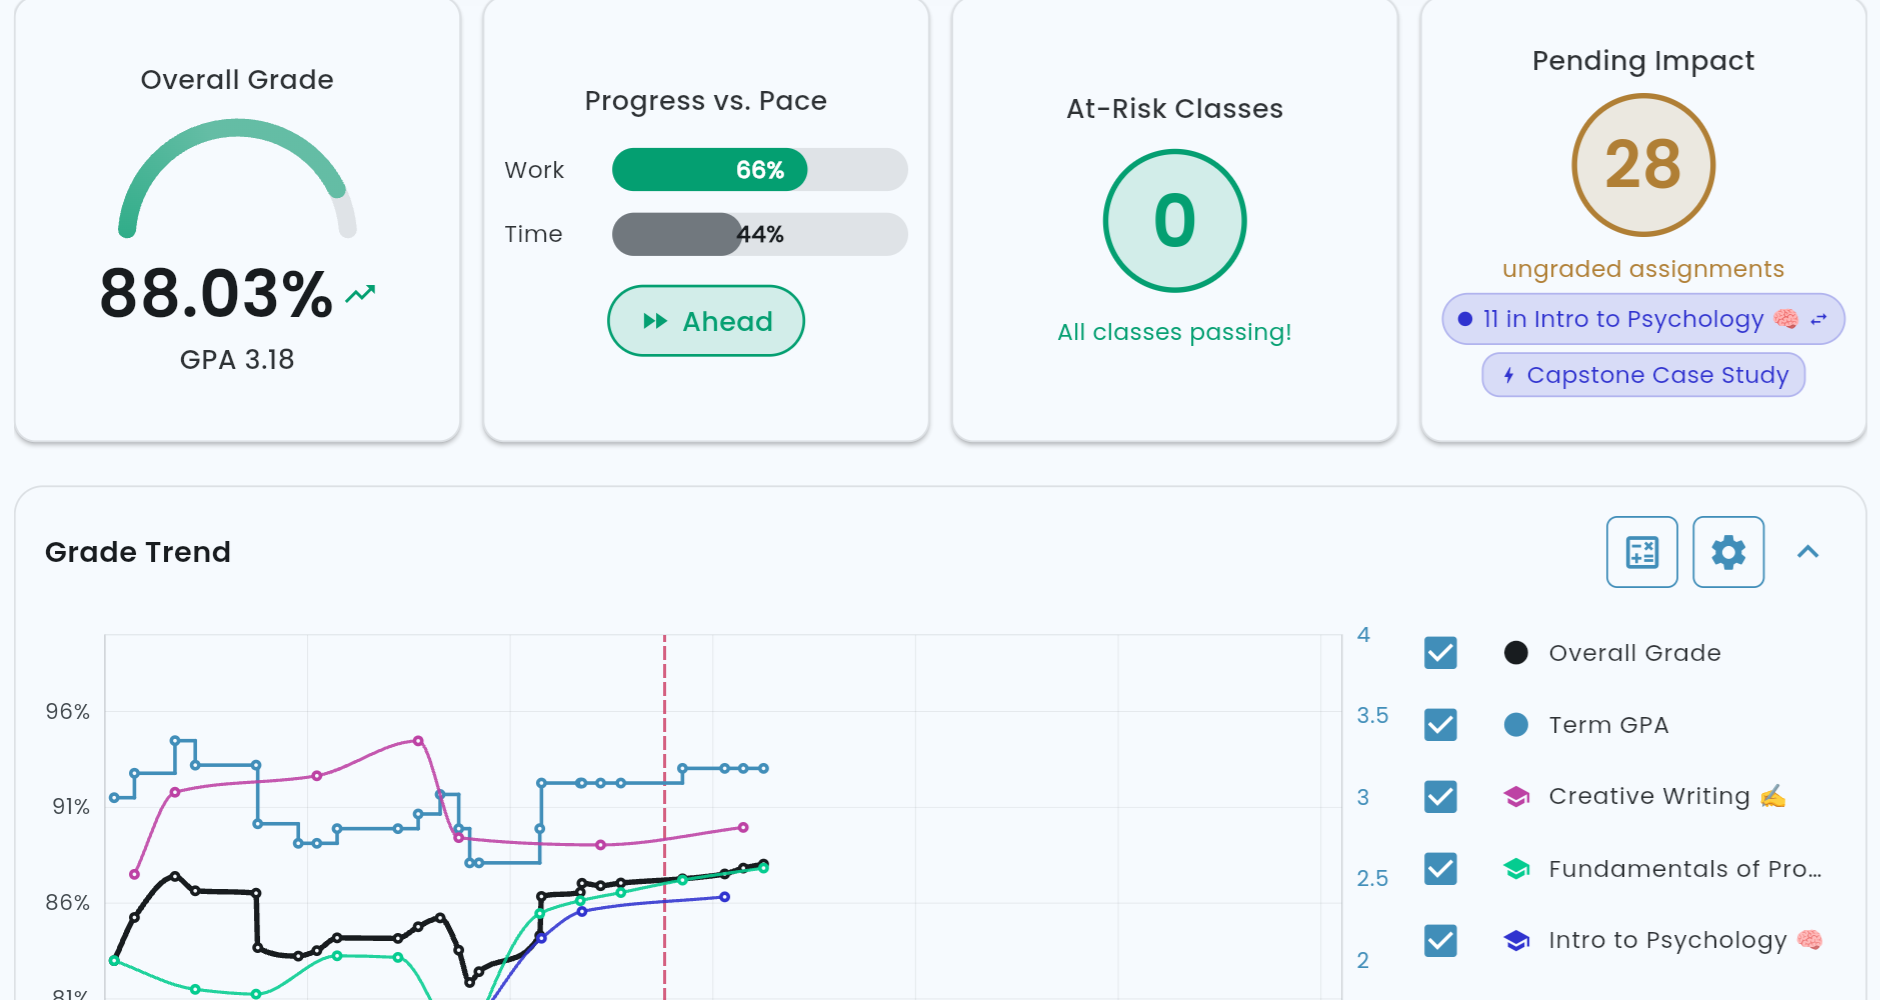 Overall Grade
88.03%
GPA 3.18
Progress vs. Pace
Work 66%
Time 44%
Ahead
At-Risk Classes
0
All classes passing!
Pending Impact
28
ungraded assignments
11 in Intro to Psychology 🧠
Capstone Case Study
Grade Trend
96%
91%
86%
81%
4
3.5
3
2.5
2
Overall Grade
Term GPA
Creative Writing ✍️
Fundamentals of Pro...
Intro to Psychology 🧠